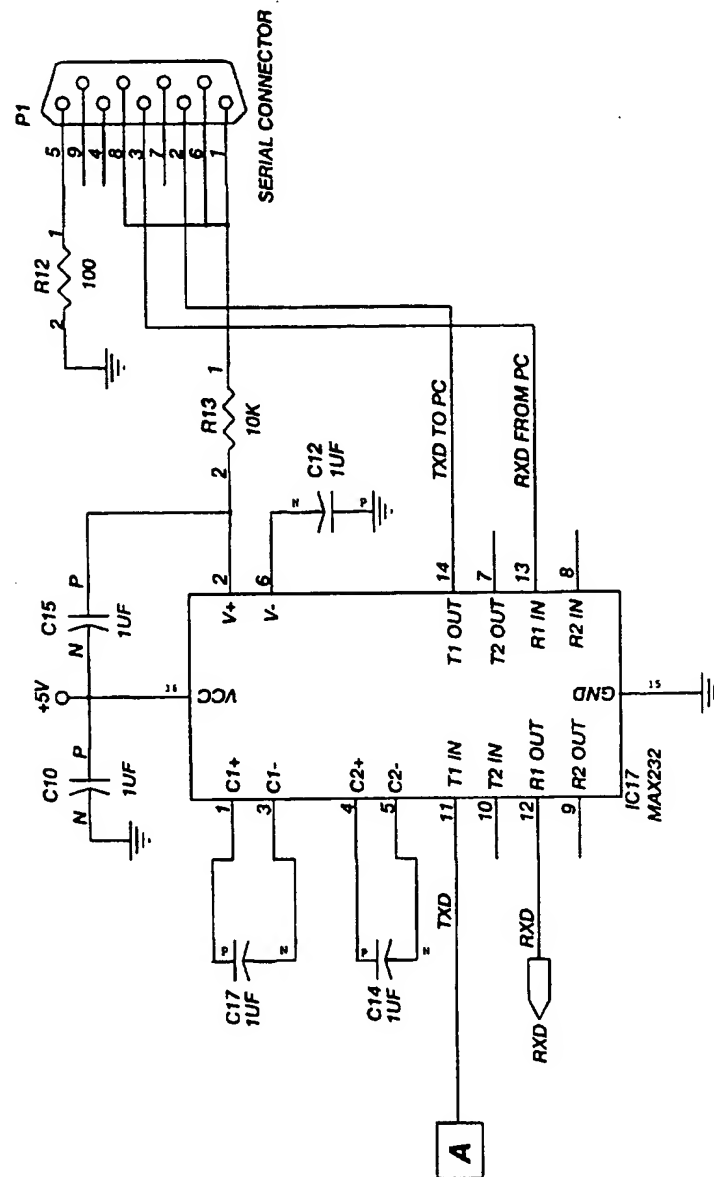 P1
SERIAL CONNECTOR
5
9
4
8
3
7
2
6
1
1
R12
100
2
1
R13
10K
2
C12
1UF
N
P
C15
1UF
N
P
+5V
C10
1UF
N
P
16
VCC
V+
2
V-
6
T1 OUT
14
TXD TO PC
T2 OUT
7
R1 IN
13
RXD FROM PC
R2 IN
8
GND
15
1
C1+
3
C1-
4
C2+
5
C2-
11
T1 IN
10
T2 IN
12
R1 OUT
9
R2 OUT
IC17
MAX232
C17
1UF
P
N
C14
1UF
P
N
TXD
RXD
RXD
A